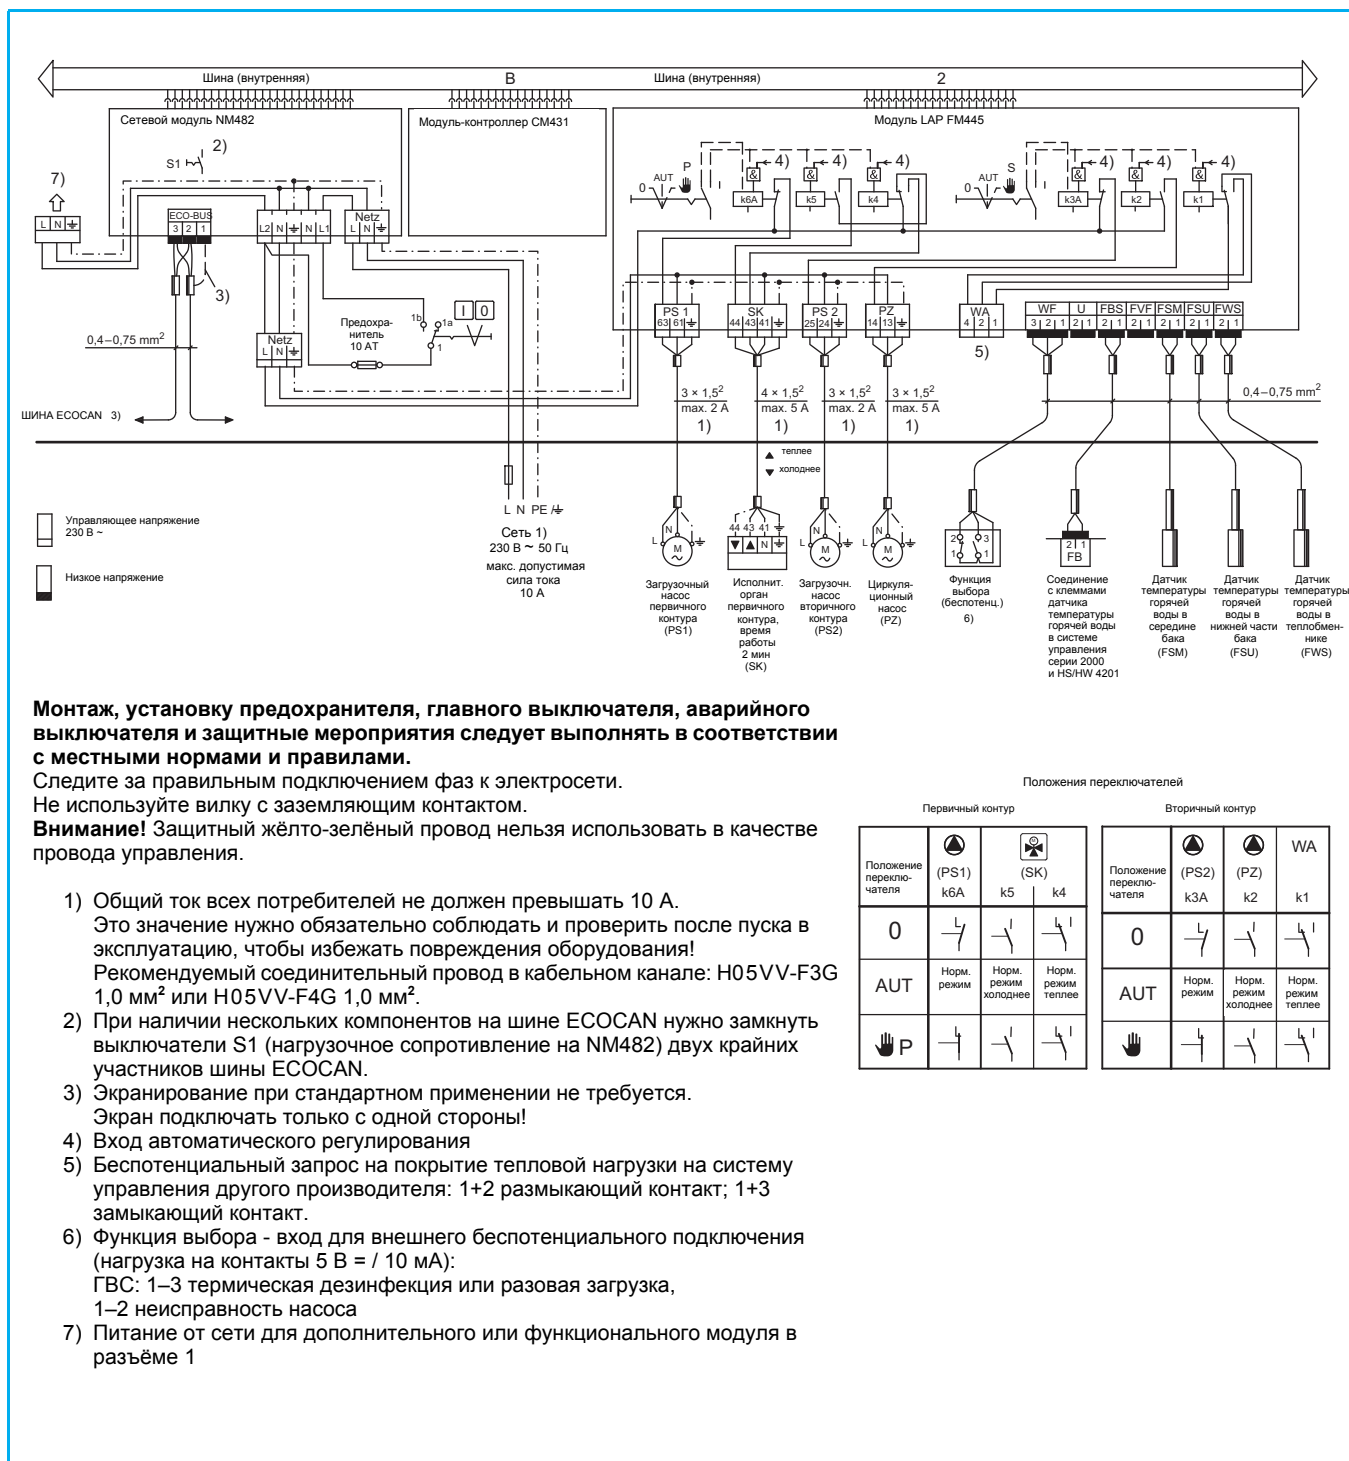 Шина (внутренняя)
B
Шина (внутренняя)
2
Сетевой модуль NM482
Модуль-контроллер CM431
Модуль LAP FM445
S1
2)
7)
L N
ECO-BUS
3 2 1
3)
L2 N N L1
Netz
L N
0
AUT
P
& 4)
& 4)
& 4)
k6A
k5
k4
0
AUT
S
& 4)
& 4)
& 4)
k3A
k2
k1
Предохра-
нитель
10 AT
1b
1a
1
I 0
Netz
L N
0,4–0,75 mm²
ШИНА ECOCAN 3)
PS 1
63 61
SK
44 43 41
PS 2
25 24
PZ
14 13
WA
4 2 1
5)
WF U FBS FVF FSM FSU FWS
3 2 1 2 1 2 1 2 1 2 1 2 1 2 1
3 × 1,5²
max. 2 A
1)
4 × 1,5²
max. 5 A
1)
3 × 1,5²
max. 2 A
1)
3 × 1,5²
max. 5 A
1)
0,4–0,75 mm²
теплее
холоднее
Управляющее напряжение
230 В ~
Низкое напряжение
L N PE /
Сеть 1)
230 В ~ 50 Гц
макс. допустимая
сила тока
10 А
L
N
M
~
44 43 41
N
L
N
M
~
L
N
M
~
2 3
1 1
2 1
FB
Загрузочный
насос
первичного
контура
(PS1)
Исполнит.
орган
первичного
контура,
время
работы
2 мин
(SK)
Загрузочн.
насос
вторичного
контура
(PS2)
Циркуля-
ционный
насос
(PZ)
Функция
выбора
(беспотенц.)
6)
Соединение
с клеммами
датчика
температуры
горячей воды
в системе
управления
серии 2000
и HS/HW 4201
Датчик
температуры
горячей
воды в
середине
бака
(FSM)
Датчик
температуры
горячей
воды в
нижней части
бака
(FSU)
Датчик
температуры
горячей
воды в
теплообмен-
нике
(FWS)
Монтаж, установку предохранителя, главного выключателя, аварийного
выключателя и защитные мероприятия следует выполнять в соответствии
с местными нормами и правилами.
Следите за правильным подключением фаз к электросети.
Не используйте вилку с заземляющим контактом.
Внимание! Защитный жёлто-зелёный провод нельзя использовать в качестве
провода управления.
1) Общий ток всех потребителей не должен превышать 10 А.
Это значение нужно обязательно соблюдать и проверить после пуска в
эксплуатацию, чтобы избежать повреждения оборудования!
Рекомендуемый соединительный провод в кабельном канале: H05VV-F3G
1,0 мм² или H05VV-F4G 1,0 мм².
2) При наличии нескольких компонентов на шине ECOCAN нужно замкнуть
выключатели S1 (нагрузочное сопротивление на NM482) двух крайних
участников шины ECOCAN.
3) Экранирование при стандартном применении не требуется.
Экран подключать только с одной стороны!
4) Вход автоматического регулирования
5) Беспотенциальный запрос на покрытие тепловой нагрузки на систему
управления другого производителя: 1+2 размыкающий контакт; 1+3
замыкающий контакт.
6) Функция выбора - вход для внешнего беспотенциального подключения
(нагрузка на контакты 5 В = / 10 мА):
ГВС: 1–3 термическая дезинфекция или разовая загрузка,
1–2 неисправность насоса
7) Питание от сети для дополнительного или функционального модуля в
разъёме 1
Положения переключателей
Первичный контур
Положение
переклю-
чателя
(PS1)
k6A
M
(SK)
k5 k4
0
AUT
Норм.
режим
Норм.
режим
холоднее
Норм.
режим
теплее
P
Вторичный контур
Положение
переклю-
чателя
(PS2)
k3A
(PZ)
k2
WA
k1
0
AUT
Норм.
режим
Норм.
режим
холоднее
Норм.
режим
теплее